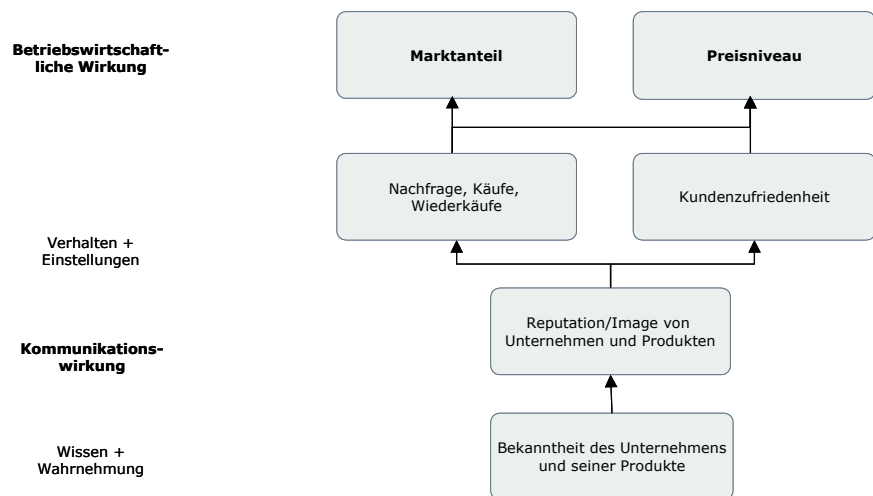 Betriebswirtschaft-
liche Wirkung
Marktanteil
Preisniveau
Nachfrage, Käufe,
Wiederkäufe
Kundenzufriedenheit
Verhalten +
Einstellungen
Reputation/Image von
Unternehmen und Produkten
Kommunikations-
wirkung
Bekanntheit des Unternehmens
und seiner Produkte
Wissen +
Wahrnehmung